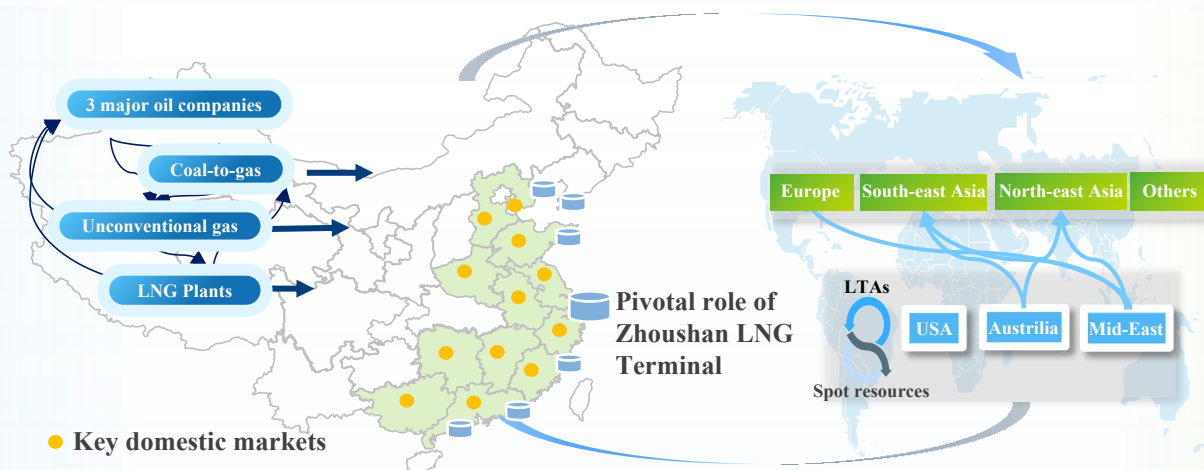 3 major oil companies
Coal-to-gas
Unconventional gas
LNG Plants
Pivotal role of
Zhoushan LNG
Terminal
Key domestic markets
Europe
South-east Asia
North-east Asia
Others
LTAs
USA
Austrilia
Mid-East
Spot resources